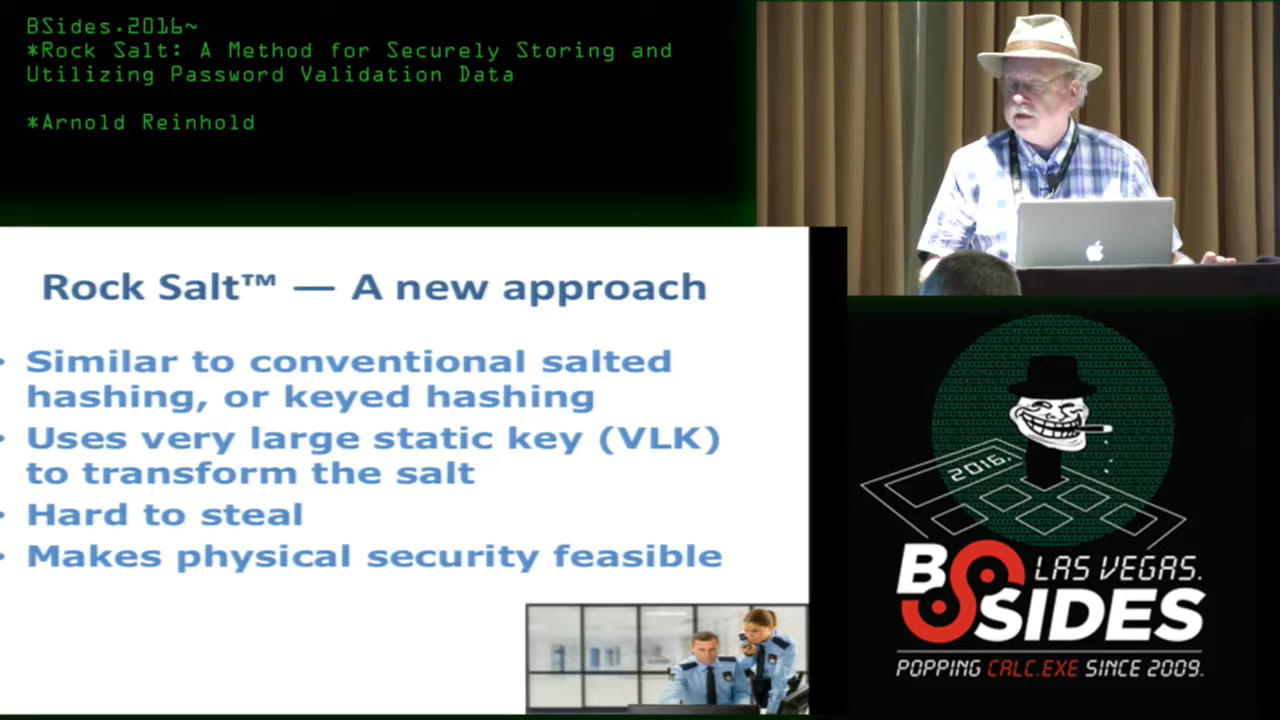 BSides.2016~
*Rock Salt: A Method for Securely Storing and
Utilizing Password Validation Data
*Arnold Reinhold
Rock Salt™ — A new approach
• Similar to conventional salted
hashing, or keyed hashing
• Uses very large static key (VLK)
to transform the salt
• Hard to steal
• Makes physical security feasible
2016.
BSIDES
LAS VEGAS.
POPPING CALC.EXE SINCE 2009.